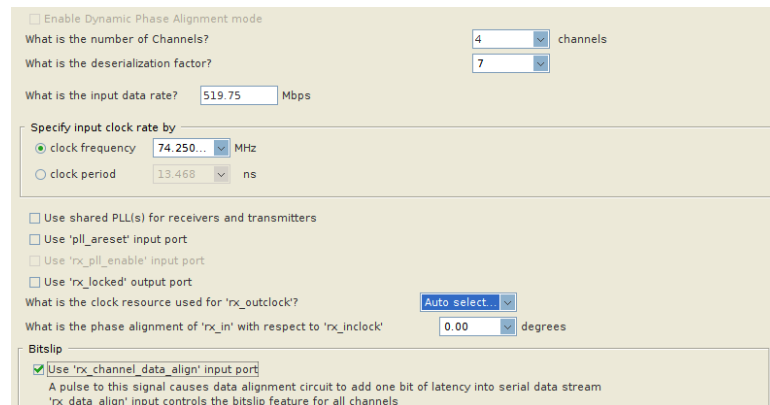 Enable Dynamic Phase Alignment mode
What is the number of Channels? 4 channels
What is the deserialization factor? 7
What is the input data rate? 519.75 Mbps
Specify input clock rate by
clock frequency 74.250... MHz
clock period 13.468 ns
Use shared PLL(s) for receivers and transmitters
Use 'pll_areset' input port
Use 'rx_pll_enable' input port
Use 'rx_locked' output port
What is the clock resource used for 'rx_outclock'? Auto select...
What is the phase alignment of 'rx_in' with respect to 'rx_inclock' 0.00 degrees
Bitslip
Use 'rx_channel_data_align' input port
A pulse to this signal causes data alignment circuit to add one bit of latency into serial data stream
'rx_data_align' input controls the bitslip feature for all channels